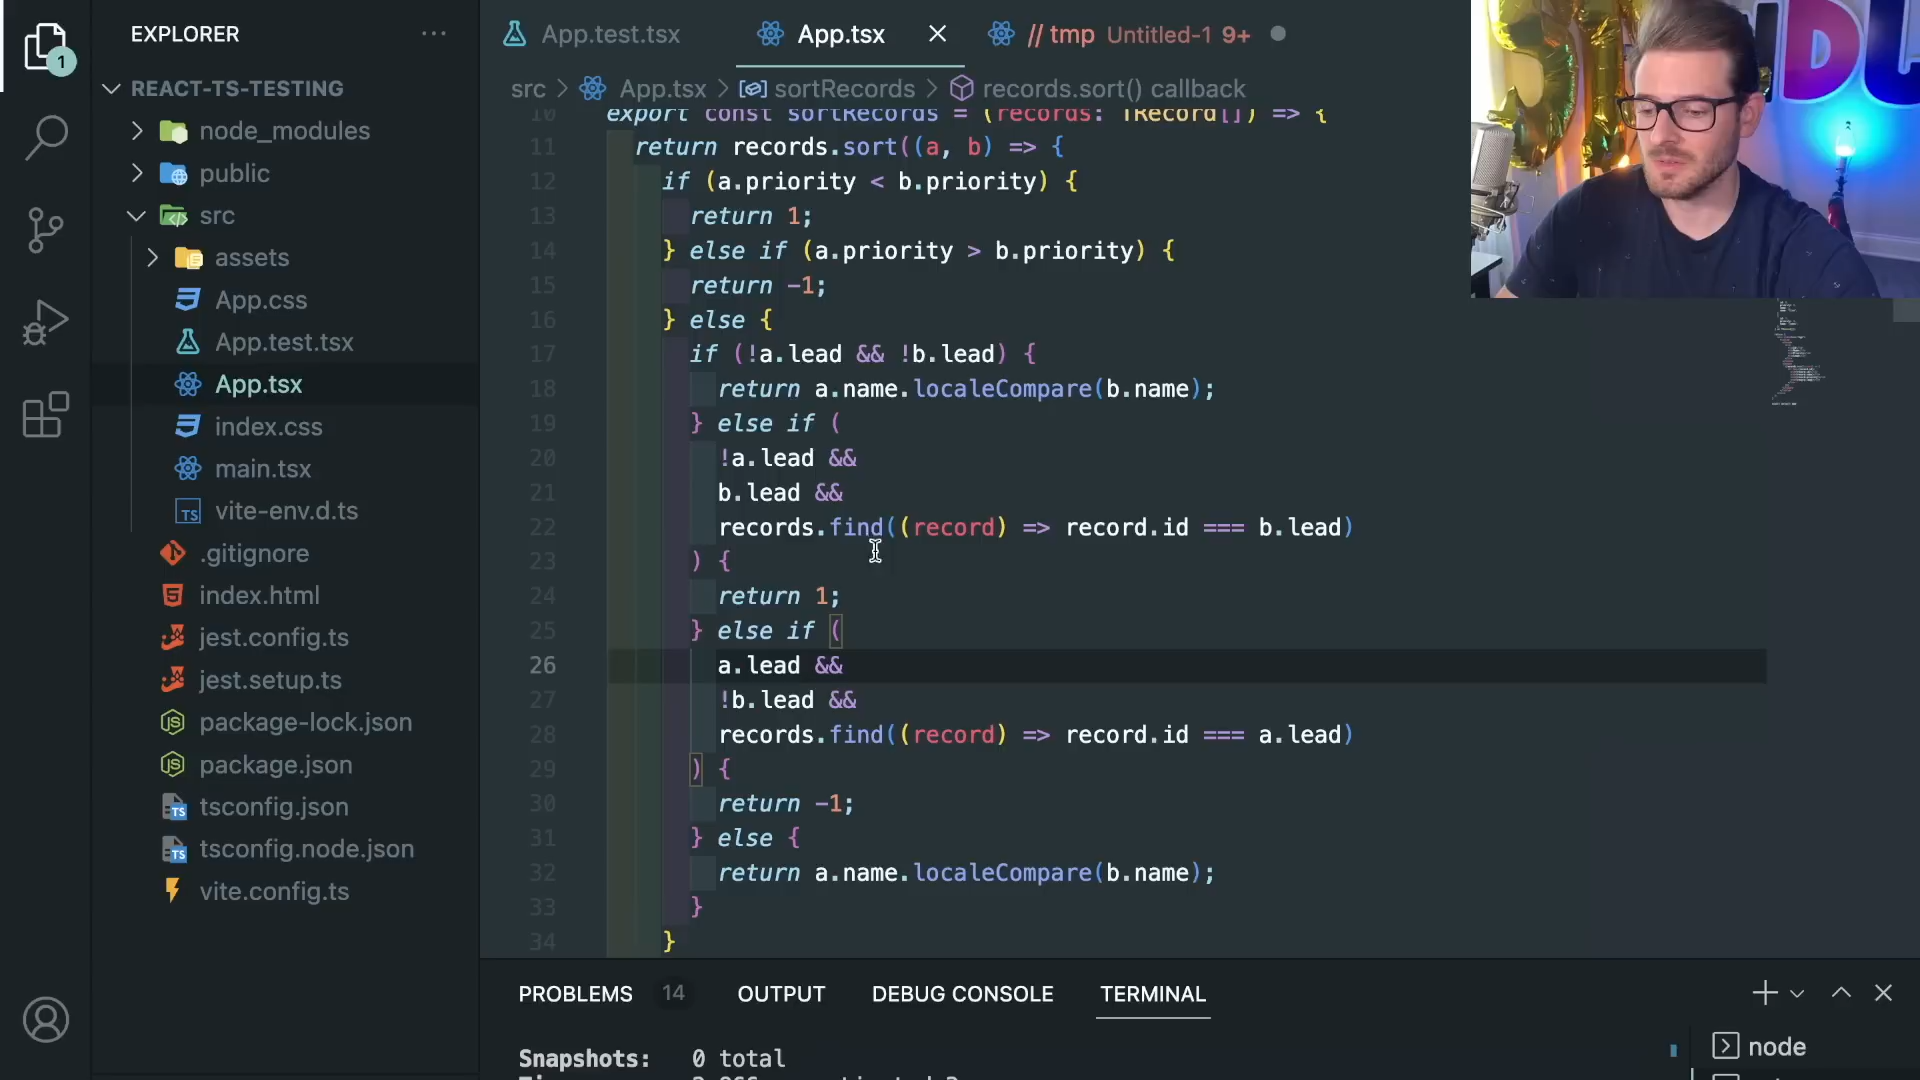 EXPLORER
1
REACT-TS-TESTING
node_modules
public
src
assets
App.css
App.test.tsx
App.tsx
index.css
main.tsx
vite-env.d.ts
.gitignore
index.html
jest.config.ts
jest.setup.ts
package-lock.json
package.json
tsconfig.json
tsconfig.node.json
vite.config.ts
App.test.tsx App.tsx // tmp Untitled-1 9+
src > App.tsx > sortRecords > records.sort() callback
10 export const sortRecords = (records: IRecord[]) => {
11 return records.sort((a, b) => {
12 if (a.priority < b.priority) {
13 return 1;
14 } else if (a.priority > b.priority) {
15 return -1;
16 } else {
17 if (!a.lead && !b.lead) {
18 return a.name.localeCompare(b.name);
19 } else if (
20 !a.lead &&
21 b.lead &&
22 records.find((record) => record.id === b.lead)
23 ) {
24 return 1;
25 } else if (
26 a.lead &&
27 !b.lead &&
28 records.find((record) => record.id === a.lead)
29 ) {
30 return -1;
31 } else {
32 return a.name.localeCompare(b.name);
33 }
34 }
PROBLEMS 14 OUTPUT DEBUG CONSOLE TERMINAL
Snapshots: 0 total
node